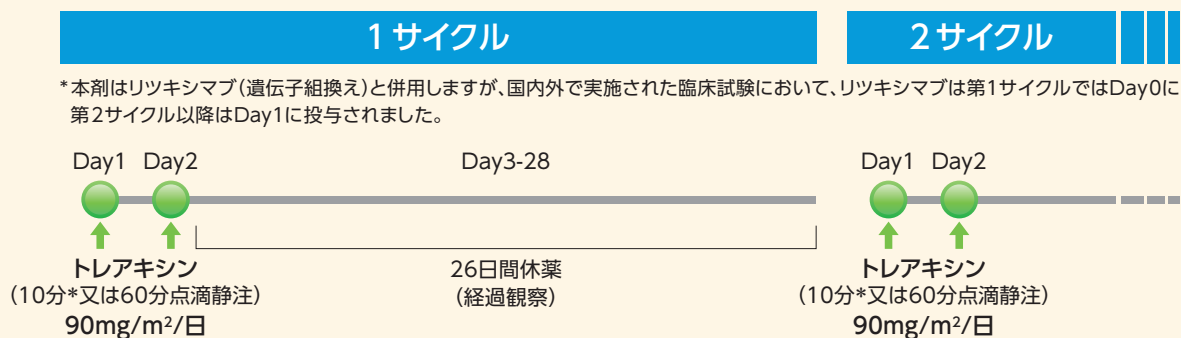 1サイクル
2サイクル
*本剤はリツキシマブ(遺伝子組換え)と併用しますが、国内外で実施された臨床試験において、リツキシマブは第1サイクルではDay0に
第2サイクル以降はDay1に投与されました。
Day1 Day2 Day3-28 Day1 Day2
トレアキシン
(10分*又は60分点滴静注)
90mg/m²/日
26日間休薬
(経過観察)
トレアキシン
(10分*又は60分点滴静注)
90mg/m²/日